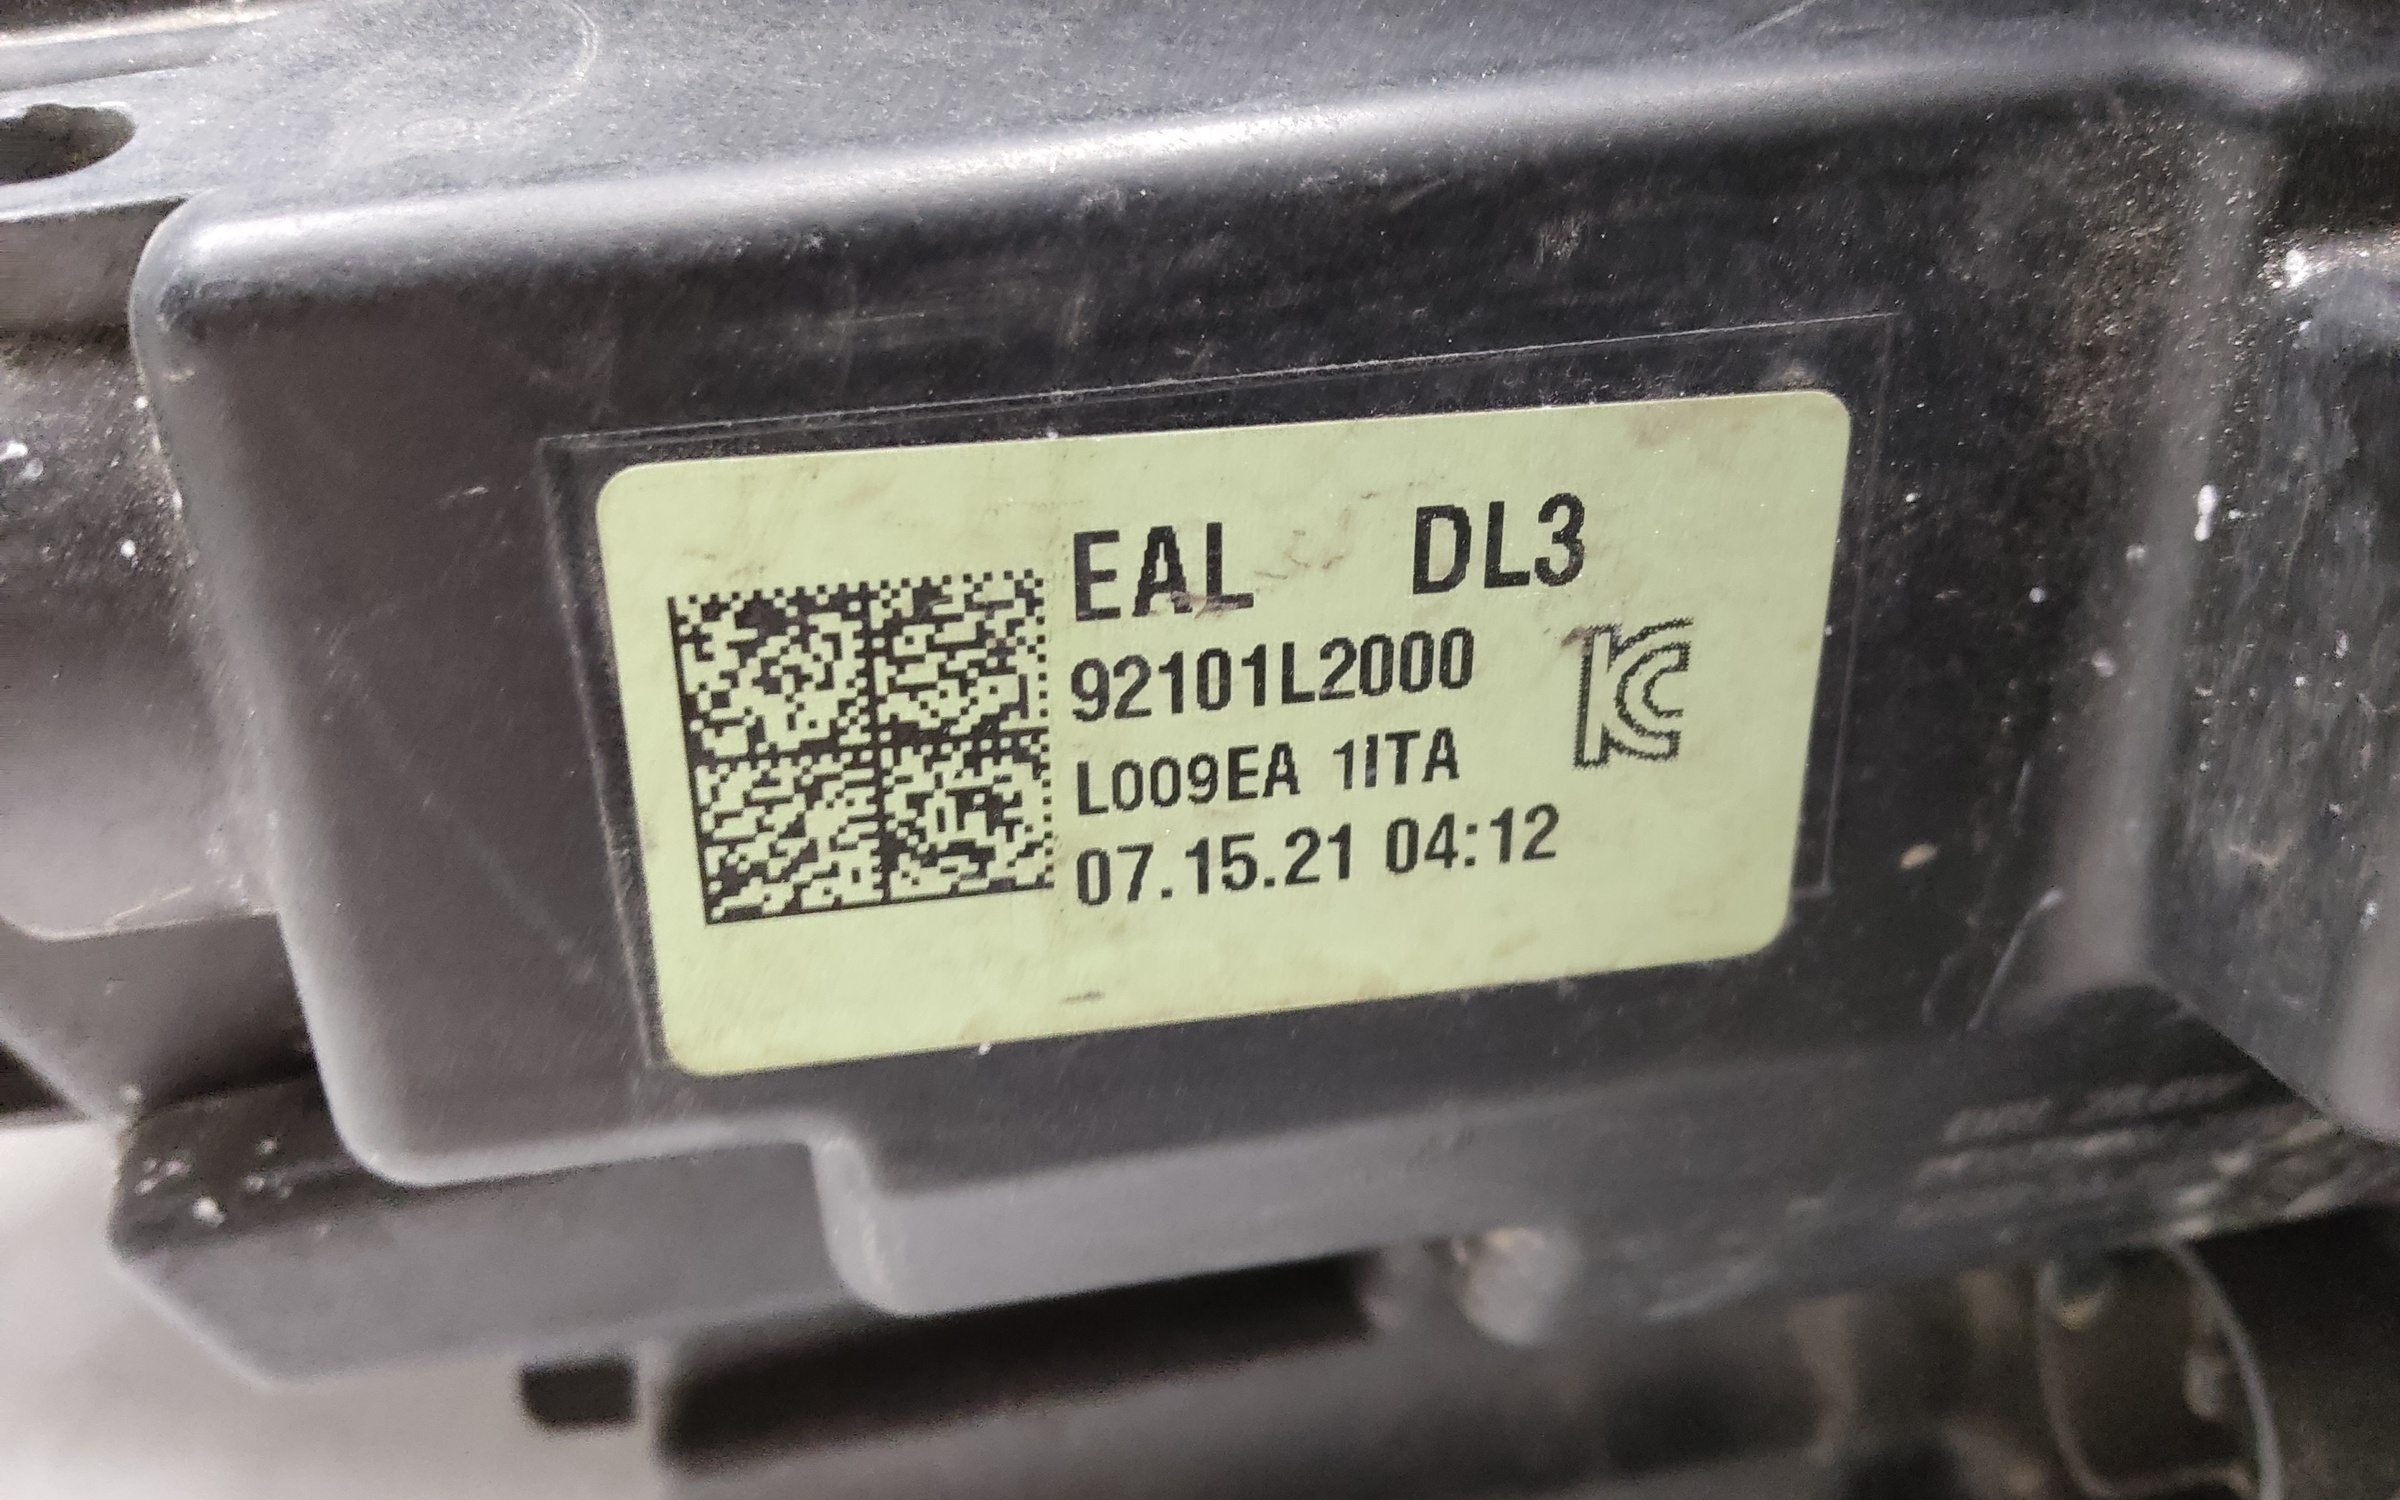 EAL DL3
92101L2000
L009EA 1ITA
07.15.21 04:12